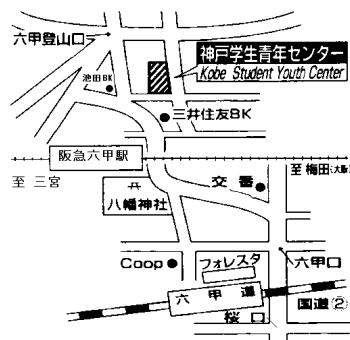 六甲登山口
神戸学生青年センター
Kobe Student Youth Center
池田BK
三井住友BK
阪急六甲駅
至 梅田(大阪)
至 三宮
八幡神社
交番
Coop
フォレスタ
六甲口
六甲道
国道②
桜口